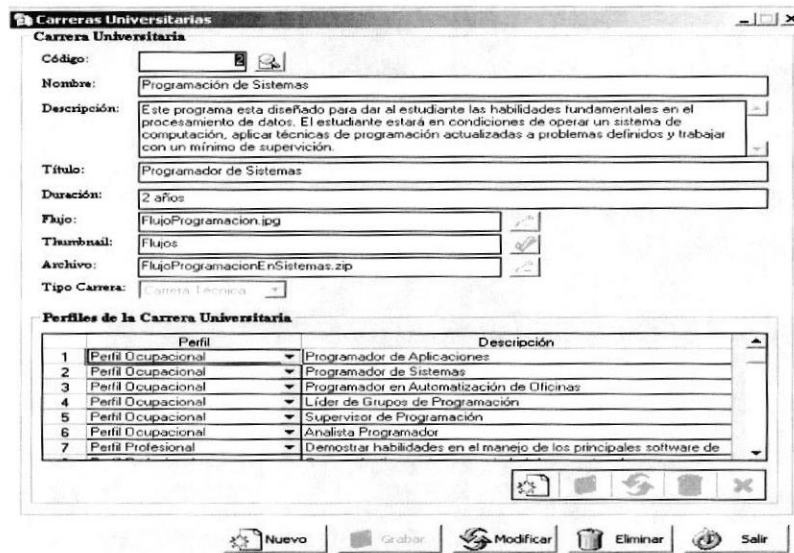 Carreras Universitarias
Carrera Universitaria
Código: 2
Nombre: Programación de Sistemas
Descripción: Este programa esta diseñado para dar al estudiante las habilidades fundamentales en el
procesamiento de datos. El estudiante estará en condiciones de operar un sistema de
computación, aplicar técnicas de programación actualizadas a problemas definidos y trabajar
con un mínimo de supervición.
Título: Programador de Sistemas
Duración: 2 años
Flujo: FlujoProgramacion.jpg
Thumbnail: Flujos
Archivo: FlujoProgramacionEnSistemas.zip
Tipo Carrera: Carrera Técnica
Perfiles de la Carrera Universitaria
Perfil Descripción
1 Perfil Ocupacional Programador de Aplicaciones
2 Perfil Ocupacional Programador de Sistemas
3 Perfil Ocupacional Programador en Automatización de Oficinas
4 Perfil Ocupacional Líder de Grupos de Programación
5 Perfil Ocupacional Supervisor de Programación
6 Perfil Ocupacional Analista Programador
7 Perfil Profesional Demostrar habilidades en el manejo de los principales software de
Nuevo Grabar Modificar Eliminar Salir